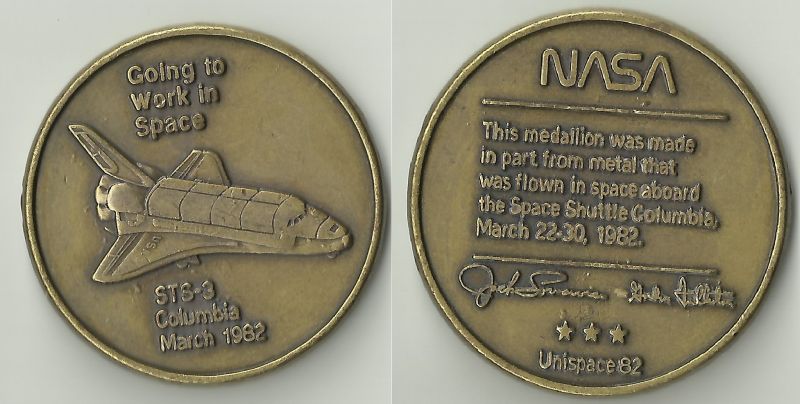 Going to
Work in
Space
STS-3
Columbia
March 1982
NASA
This medallion was made
in part from metal that
was flown in space aboard
the Space Shuttle Columbia,
March 22-30, 1982.
Unispace 82